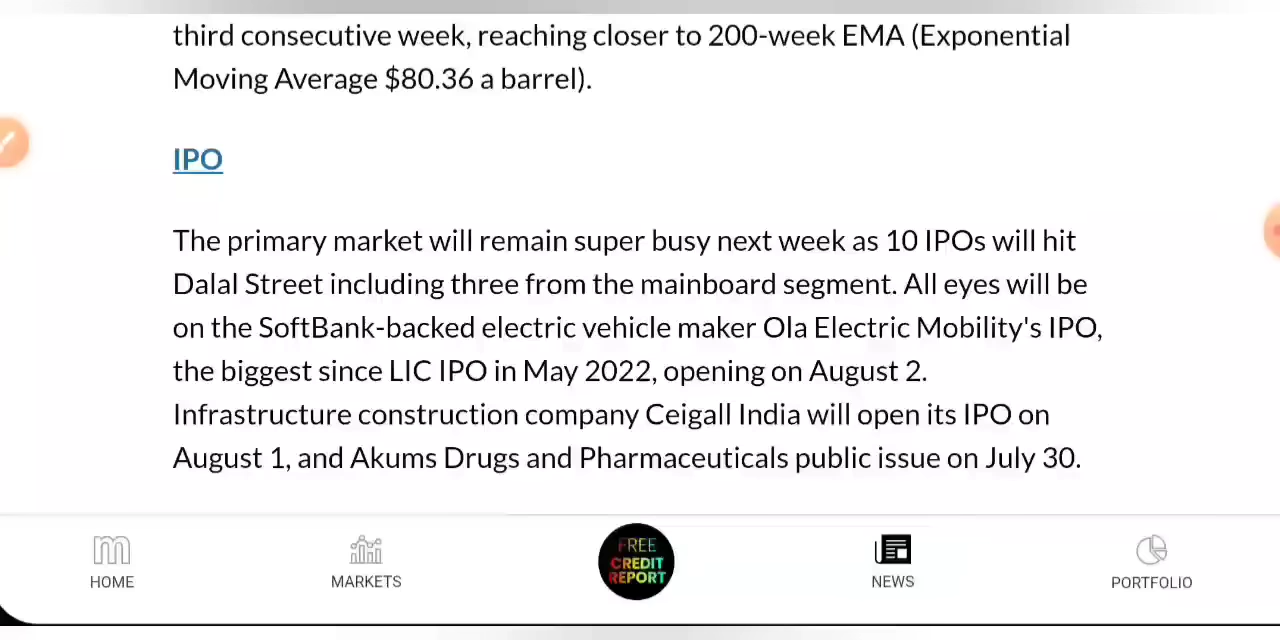 third consecutive week, reaching closer to 200-week EMA (Exponential
Moving Average $80.36 a barrel).
IPO
The primary market will remain super busy next week as 10 IPOs will hit
Dalal Street including three from the mainboard segment. All eyes will be
on the SoftBank-backed electric vehicle maker Ola Electric Mobility's IPO,
the biggest since LIC IPO in May 2022, opening on August 2.
Infrastructure construction company Ceigall India will open its IPO on
August 1, and Akums Drugs and Pharmaceuticals public issue on July 30.
m
HOME
MARKETS
FREE
CREDIT
REPORT
NEWS
PORTFOLIO